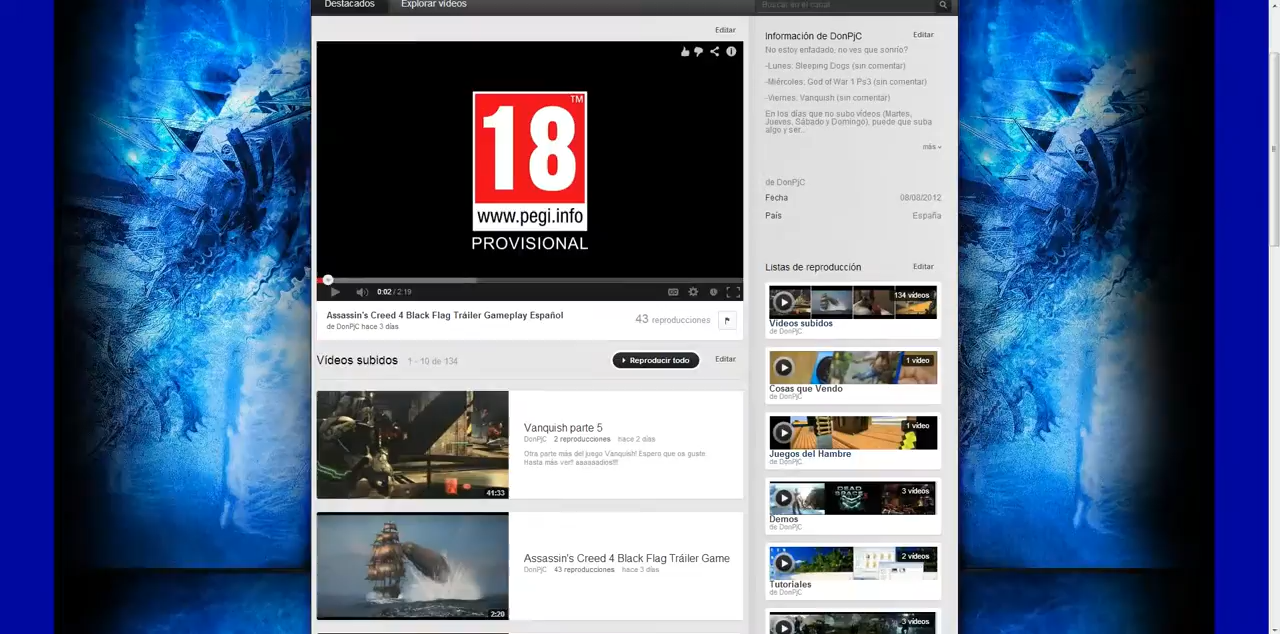 Destacados
Explorar vídeos
Buscar en el canal
Editar
18
TM
www.pegi.info
PROVISIONAL
0:02 / 2:19
Assassin's Creed 4 Black Flag Tráiler Gameplay Español
de DonPjC hace 3 días
43 reproducciones
Vídeos subidos 1 - 10 de 134
Reproducir todo
Editar
41:33
Vanquish parte 5
DonPjC 2 reproducciones hace 2 días
Otra parte más del juego Vanquish! Espero que os guste.
Hasta más ver!! aaaaadios!!!!
2:20
Assassin's Creed 4 Black Flag Tráiler Game
DonPjC 43 reproducciones hace 3 días
Información de DonPjC
Editar
No estoy enfadado, no ves que sonrío?
-Lunes: Sleeping Dogs (sin comentar)
-Miércoles: God of War 1 Ps3 (sin comentar)
-Viernes: Vanquish (sin comentar)
En los días que no subo vídeos (Martes,
Jueves, Sábado y Domingo), puede que suba
algo y ser..
más
de DonPjC
Fecha 08/08/2012
País España
Listas de reproducción
Editar
134 vídeos
Vídeos subidos
de DonPjC
1 vídeo
Cosas que Vendo
de DonPjC
1 vídeo
Juegos del Hambre
de DonPjC
DEAD SPACE
3 vídeos
Demos
de DonPjC
2 vídeos
Tutoriales
de DonPjC
3 vídeos